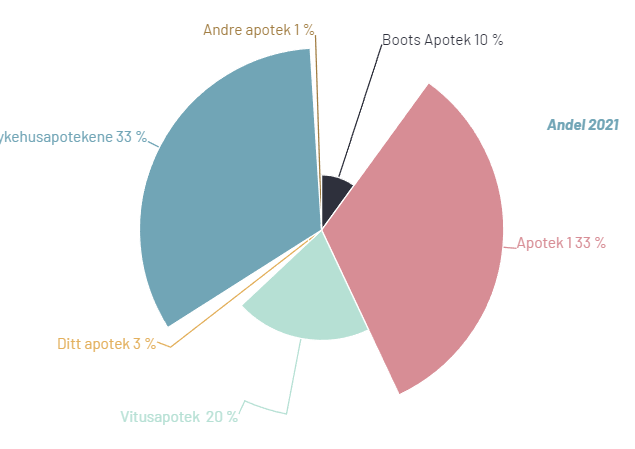 Andre apotek 1 %
Boots Apotek 10 %
Andel 2021
ykehusapotekene 33 %
Apotek 1 33 %
Ditt apotek 3 %
Vitusapotek 20 %